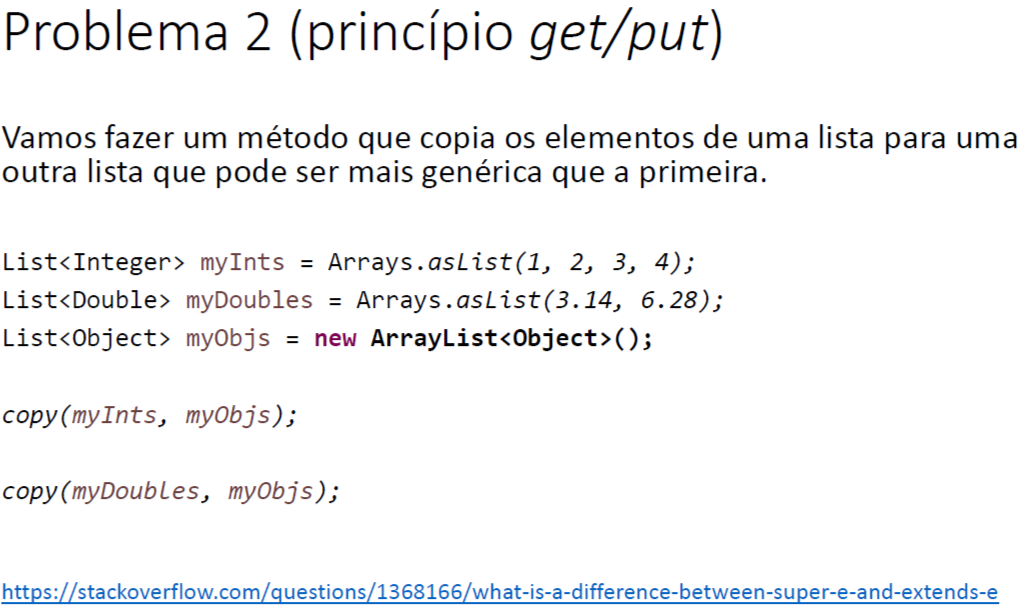 Problema 2 (princípio get/put)
Vamos fazer um método que copia os elementos de uma lista para uma
outra lista que pode ser mais genérica que a primeira.
List<Integer> myInts = Arrays.asList(1, 2, 3, 4);
List<Double> myDoubles = Arrays.asList(3.14, 6.28);
List<Object> myObjs = new ArrayList<Object>();
copy(myInts, myObjs);
copy(myDoubles, myObjs);
https://stackoverflow.com/questions/1368166/what-is-a-difference-between-super-e-and-extends-e